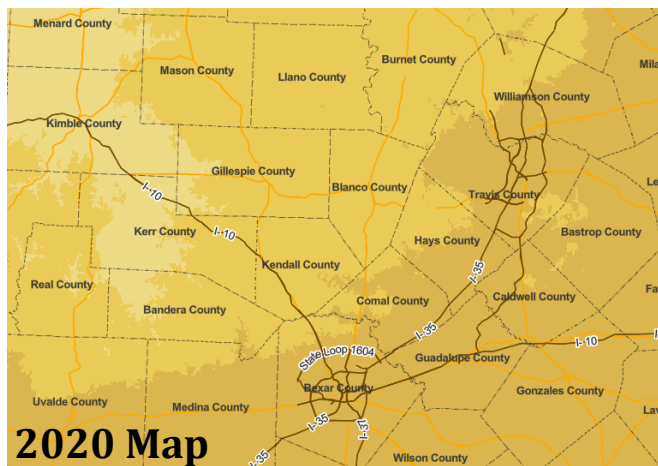 Menard County
Mason County
Llano County
Burnet County
Williamson County
Kimble County
Gillespie County
Blanco County
Travis County
I-10
Kerr County
I-10
Kendall County
Hays County
Bastrop County
I-35
Real County
Bandera County
Comal County
Caldwell County
I-35
State Loop 1604
Guadalupe County
I-10
Bexar County
Uvalde County
Medina County
I-35
I-37
Gonzales County
Wilson County
I-35
2020 Map